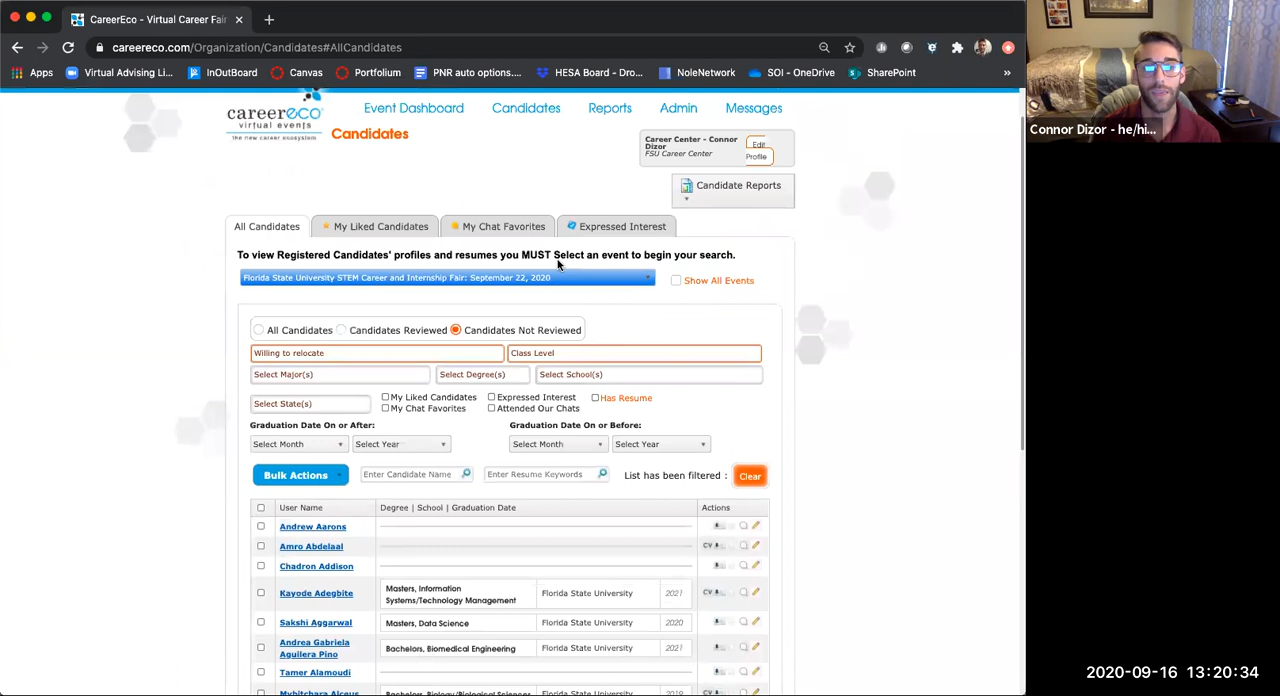 CareerEco - Virtual Career Fair
careereco.com/Organization/Candidates#AllCandidates
Apps Virtual Advising Li... InOutBoard Canvas Portfolium PNR auto options.... HESA Board - Dro... NoleNetwork SOI - OneDrive SharePoint »
careereco
virtual events
the new career ecosystem
Event Dashboard Candidates Reports Admin Messages
Candidates
Career Center - Connor Dizor
FSU Career Center
Edit Profile
Candidate Reports
All Candidates My Liked Candidates My Chat Favorites Expressed Interest
To view Registered Candidates' profiles and resumes you MUST Select an event to begin your search.
Florida State University STEM Career and Internship Fair: September 22, 2020 Show All Events
All Candidates Candidates Reviewed Candidates Not Reviewed
Willing to relocate Class Level
Select Major(s) Select Degree(s) Select School(s)
Select State(s) My Liked Candidates Expressed Interest Has Resume
My Chat Favorites Attended Our Chats
Graduation Date On or After: Graduation Date On or Before:
Select Month Select Year Select Month Select Year
Bulk Actions Enter Candidate Name Enter Resume Keywords List has been filtered : Clear
User Name Degree | School | Graduation Date Actions
Andrew Aarons
Amro Abdelaal CV
Chadron Addison
Kayode Adegbite Masters, Information Systems/Technology Management Florida State University 2021 CV
Sakshi Aggarwal Masters, Data Science Florida State University 2020
Andrea Gabriela Aguilera Pino Bachelors, Biomedical Engineering Florida State University 2021
Tamer Alamoudi
Connor Dizor - he/hi...
2020-09-16 13:20:34